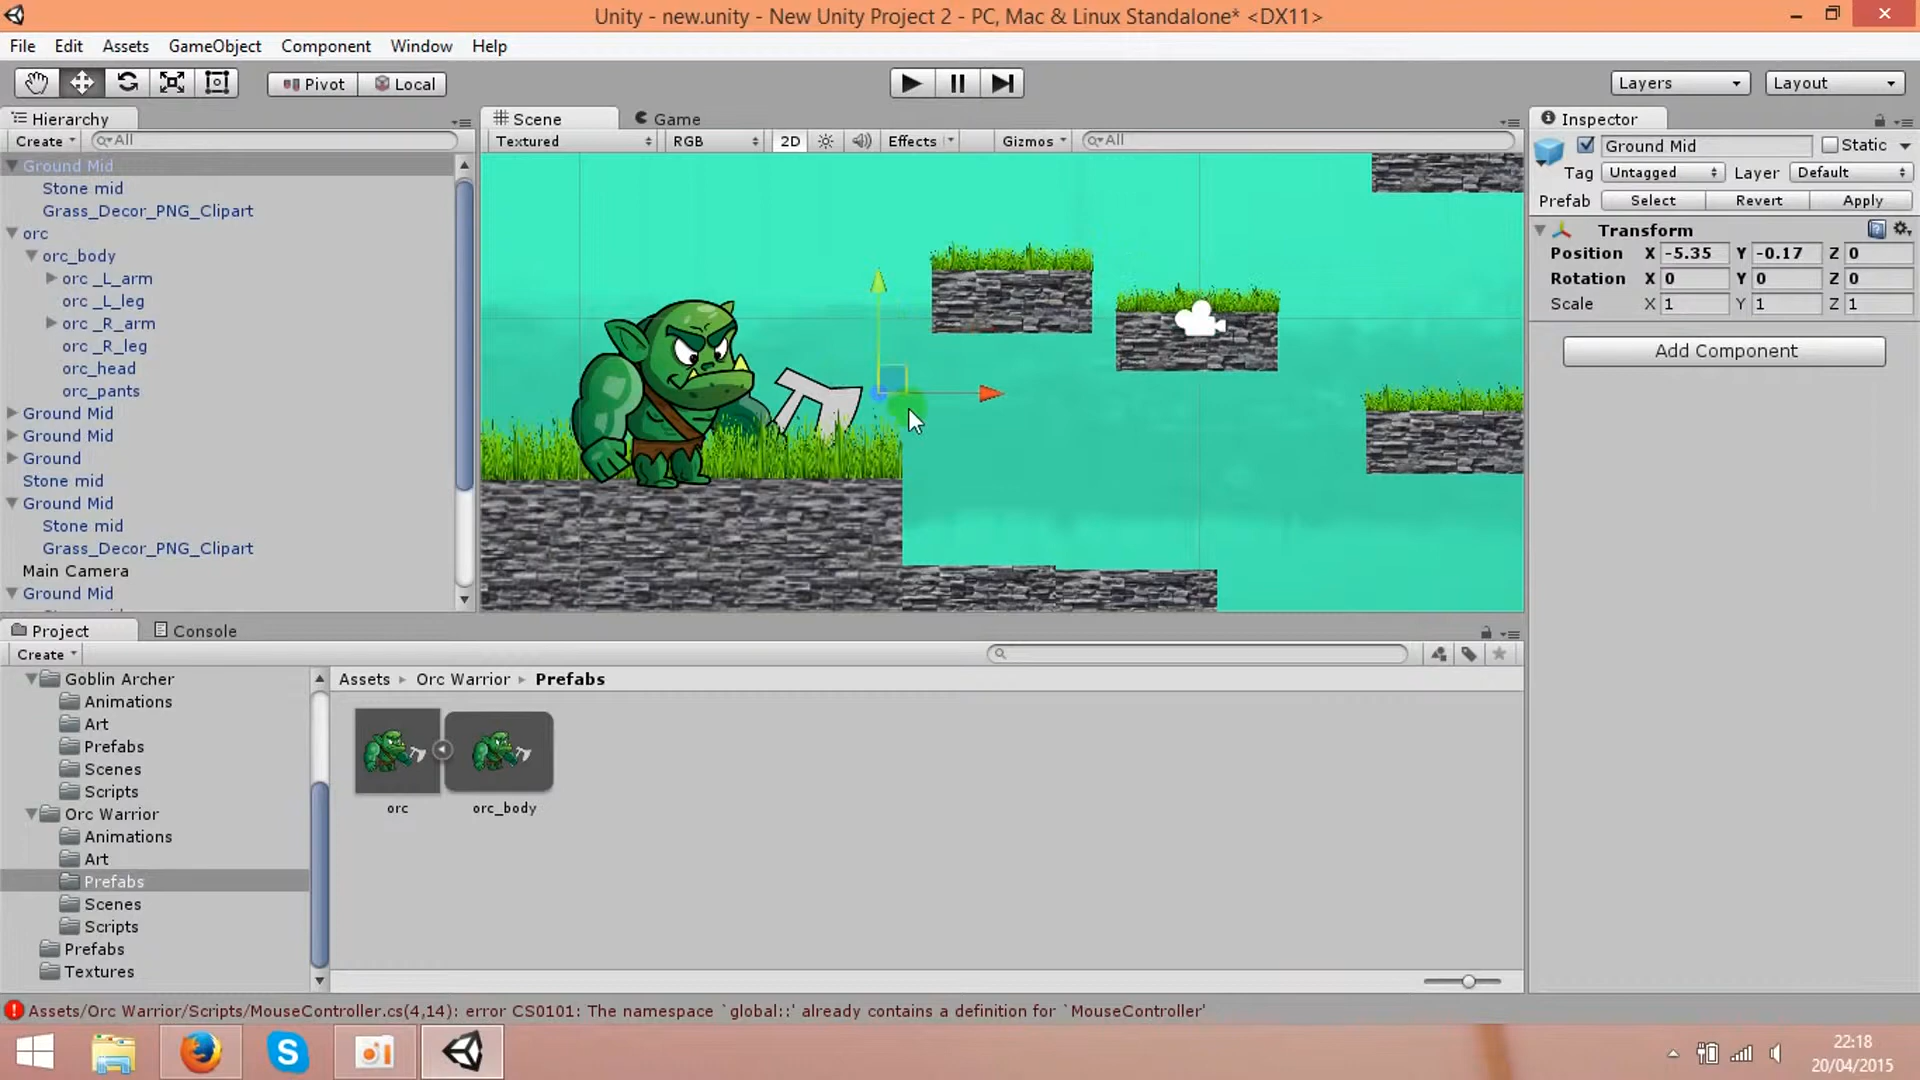 Unity - new.unity - New Unity Project 2 - PC, Mac & Linux Standalone* <DX11>
File Edit Assets GameObject Component Window Help
Pivot Local Layers Layout
Hierarchy Scene Game Inspector
Create All Textured RGB 2D Effects Gizmos All
Ground Mid Static
Tag Untagged Layer Default
Prefab Select Revert Apply
Transform
Position X -5.35 Y -0.17 Z 0
Rotation X 0 Y 0 Z 0
Scale X 1 Y 1 Z 1
Add Component
Ground Mid
Stone mid
Grass_Decor_PNG_Clipart
orc
orc_body
orc _L_arm
orc _L_leg
orc _R_arm
orc _R_leg
orc_head
orc_pants
Ground Mid
Ground Mid
Ground
Stone mid
Ground Mid
Stone mid
Grass_Decor_PNG_Clipart
Main Camera
Ground Mid
Project Console
Create
Goblin Archer
Animations
Art
Prefabs
Scenes
Scripts
Orc Warrior
Animations
Art
Prefabs
Scenes
Scripts
Prefabs
Textures
Assets Orc Warrior Prefabs
orc orc_body
Assets/Orc Warrior/Scripts/MouseController.cs(4,14): error CS0101: The namespace `global::' already contains a definition for `MouseController'
22:18
20/04/2015